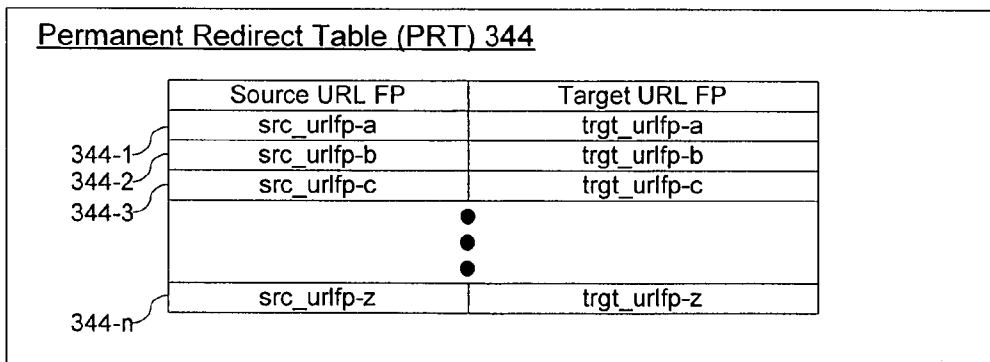 Permanent Redirect Table (PRT) 344
Source URL FP Target URL FP
344-1 src_urlfp-a trgt_urlfp-a
344-2 src_urlfp-b trgt_urlfp-b
344-3 src_urlfp-c trgt_urlfp-c
344-n src_urlfp-z trgt_urlfp-z